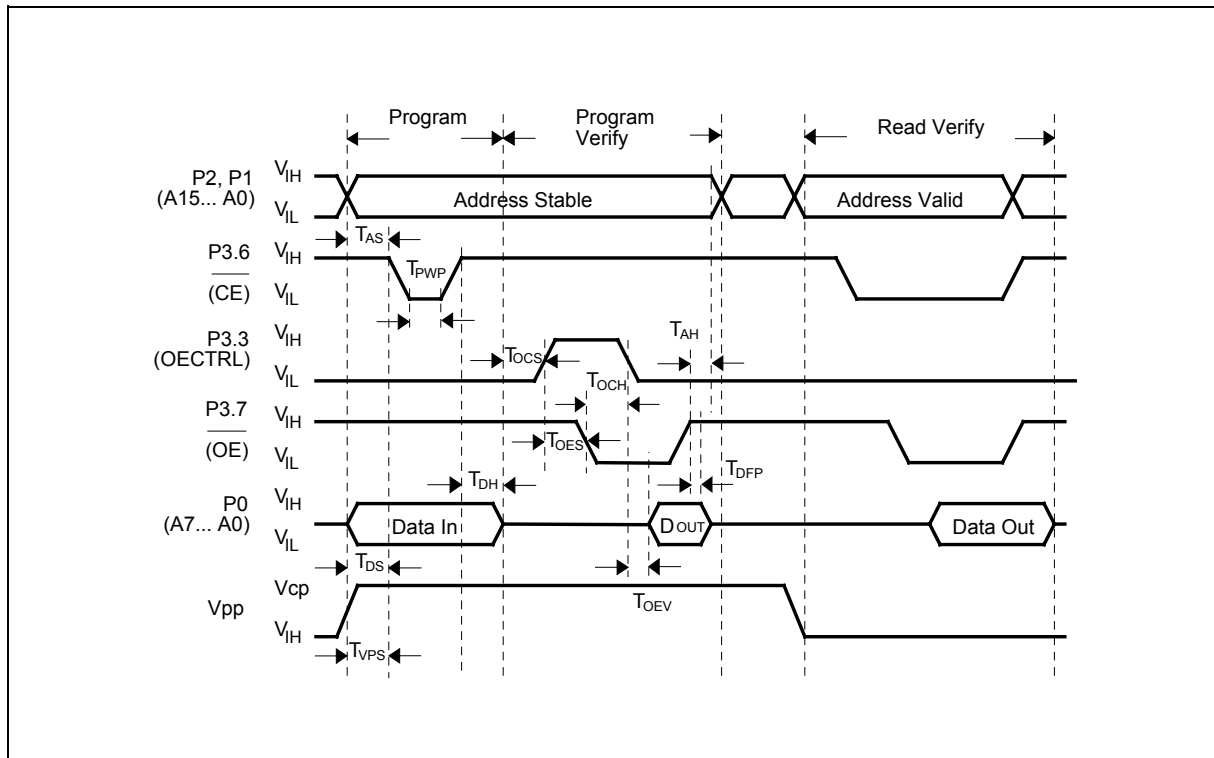 Program
Program
Verify
Read Verify
P2, P1
(A15... A0)
VIH
VIL
Address Stable
Address Valid
TAS
P3.6
(CE)
VIH
VIL
TPWP
P3.3
(OECTRL)
VIH
VIL
TOCS
TAH
TOCH
P3.7
(OE)
VIH
VIL
TOES
TDFP
TDH
P0
(A7... A0)
VIH
VIL
Data In
DOUT
Data Out
TDS
Vpp
Vcp
VIH
TOEV
TVPS